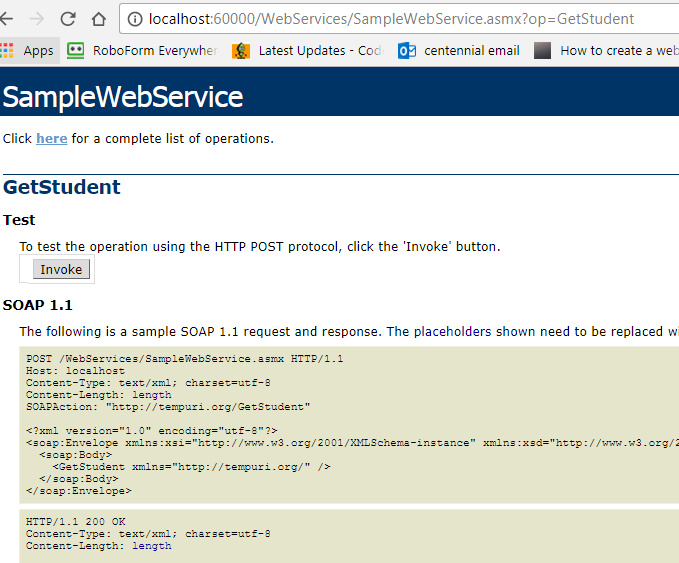 localhost:60000/WebServices/SampleWebService.asmx?op=GetStudent
Apps RoboForm Everywher Latest Updates - Cod centennial email How to create a web
SampleWebService
Click here for a complete list of operations.
GetStudent
Test
To test the operation using the HTTP POST protocol, click the 'Invoke' button.
Invoke
SOAP 1.1
The following is a sample SOAP 1.1 request and response. The placeholders shown need to be replaced wi
POST /WebServices/SampleWebService.asmx HTTP/1.1
Host: localhost
Content-Type: text/xml; charset=utf-8
Content-Length: length
SOAPAction: "http://tempuri.org/GetStudent"
<?xml version="1.0" encoding="utf-8"?>
<soap:Envelope xmlns:xsi="http://www.w3.org/2001/XMLSchema-instance" xmlns:xsd="http://www.w3.org/2
<soap:Body>
<GetStudent xmlns="http://tempuri.org/" />
</soap:Body>
</soap:Envelope>
HTTP/1.1 200 OK
Content-Type: text/xml; charset=utf-8
Content-Length: length